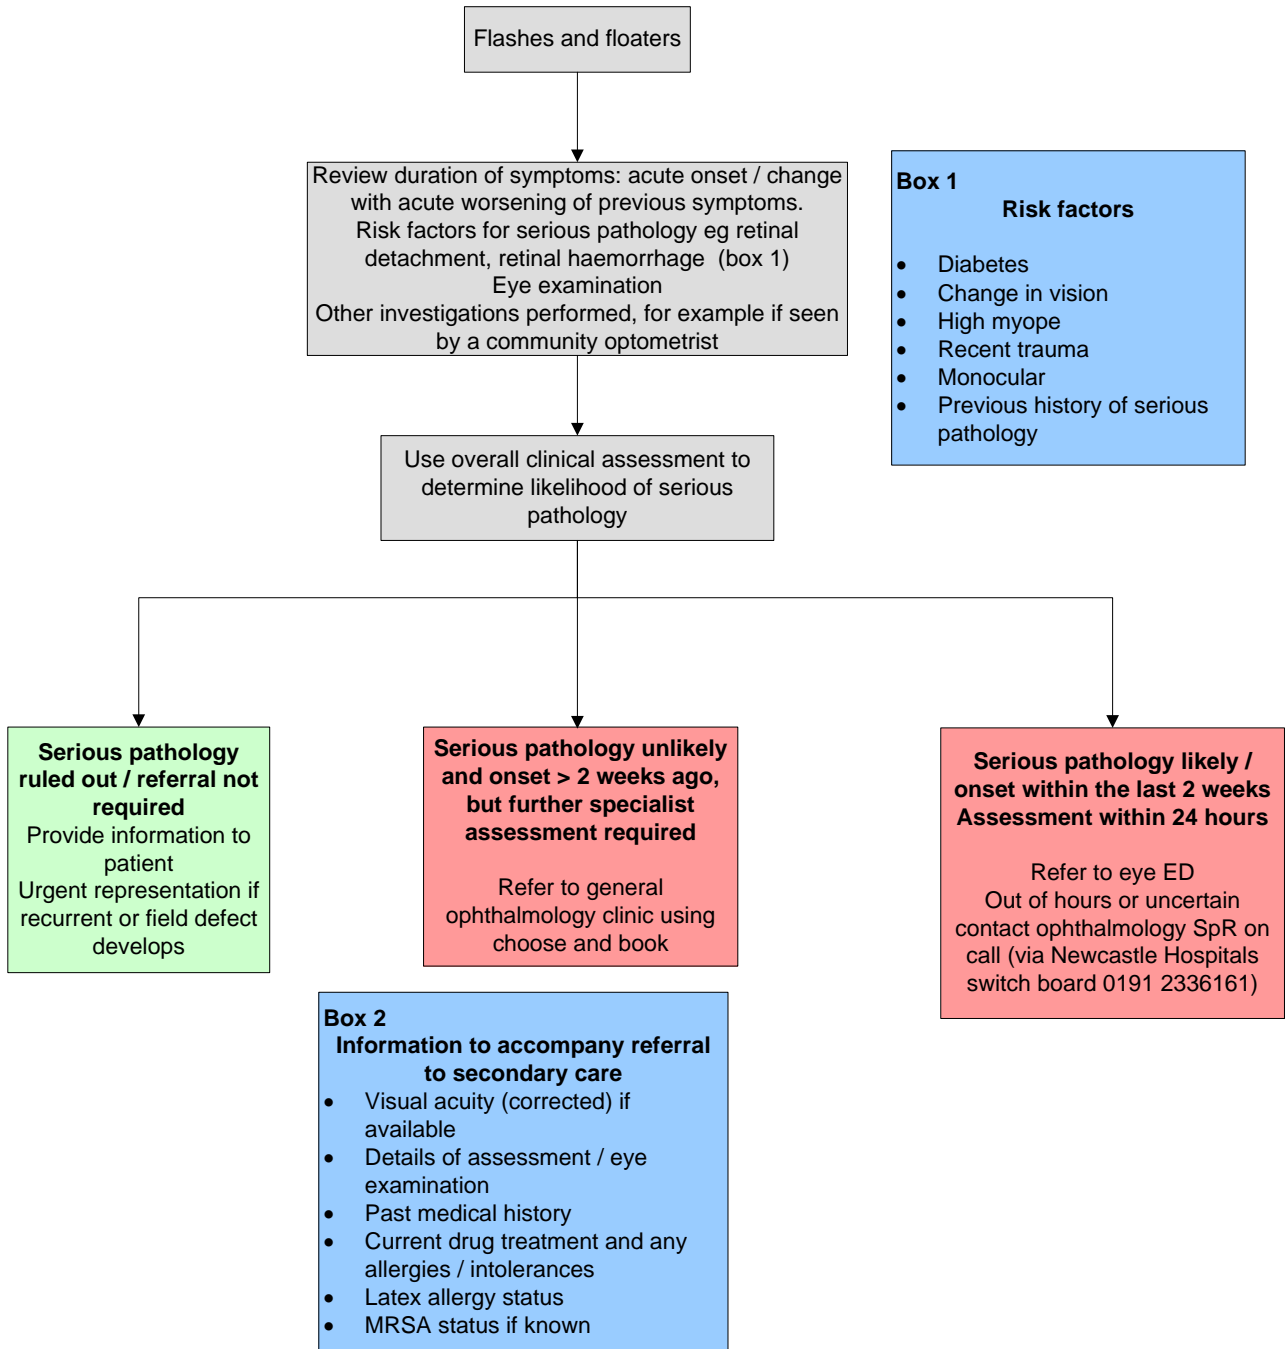 Flashes and floaters
Review duration of symptoms: acute onset / change
with acute worsening of previous symptoms.
Risk factors for serious pathology eg retinal
detachment, retinal haemorrhage  (box 1)
Eye examination
Other investigations performed, for example if seen
by a community optometrist
Box 1
Risk factors
• Diabetes
• Change in vision
• High myope
• Recent trauma
• Monocular
• Previous history of serious
pathology
Use overall clinical assessment to
determine likelihood of serious
pathology
Serious pathology
ruled out / referral not
required
Provide information to
patient
Urgent representation if
recurrent or field defect
develops
Serious pathology unlikely
and onset > 2 weeks ago,
but further specialist
assessment required
Refer to general
ophthalmology clinic using
choose and book
Serious pathology likely /
onset within the last 2 weeks
Assessment within 24 hours
Refer to eye ED
Out of hours or uncertain
contact ophthalmology SpR on
call (via Newcastle Hospitals
switch board 0191 2336161)
Box 2
Information to accompany referral
to secondary care
• Visual acuity (corrected) if
available
• Details of assessment / eye
examination
• Past medical history
• Current drug treatment and any
allergies / intolerances
• Latex allergy status
• MRSA status if known